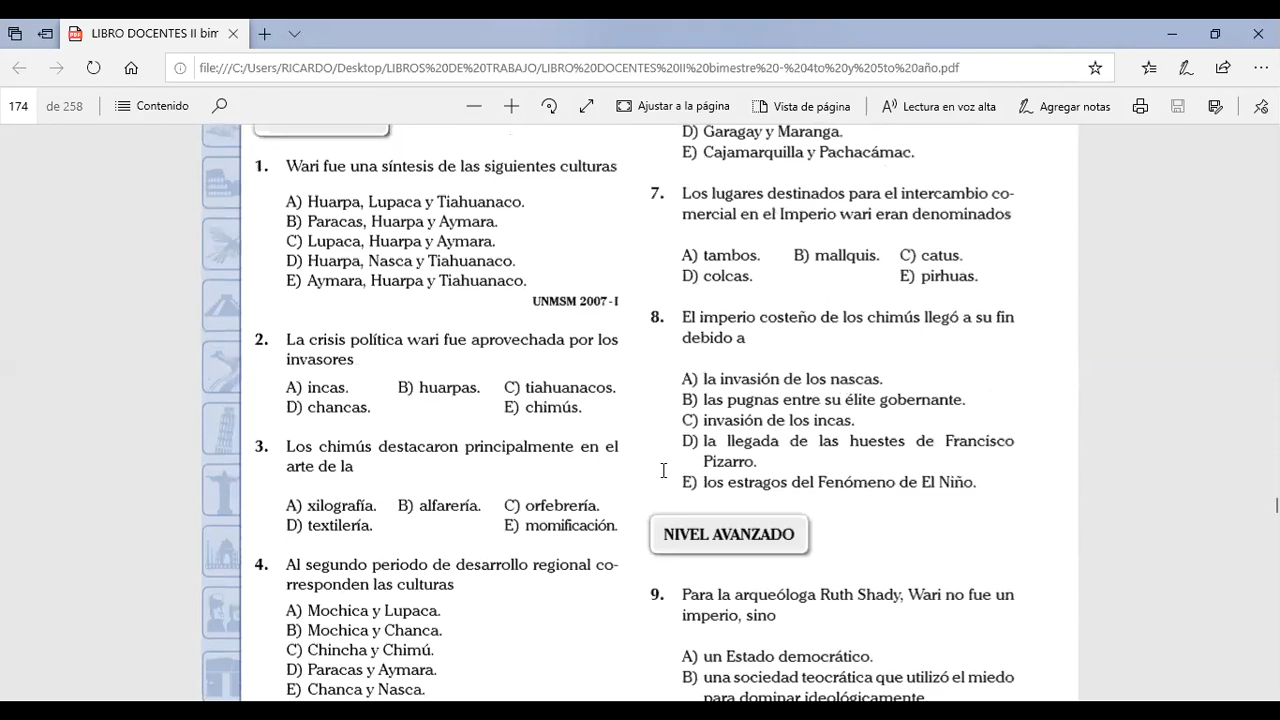 LIBRO DOCENTES II bin
file:///C:/Users/RICARDO/Desktop/LIBROS%20DE%20TRABAJO/LIBRO%20DOCENTES%20II%20bimestre%20-%204to%20y%205to%20año.pdf
174 de 258 Contenido Ajustar a la página Vista de página Lectura en voz alta Agregar notas
1. Wari fue una síntesis de las siguientes culturas
A) Huarpa, Lupaca y Tiahuanaco.
B) Paracas, Huarpa y Aymara.
C) Lupaca, Huarpa y Aymara.
D) Huarpa, Nasca y Tiahuanaco.
E) Aymara, Huarpa y Tiahuanaco.
UNMSM 2007-I
2. La crisis política wari fue aprovechada por los
invasores
A) incas. B) huarpas. C) tiahuanacos.
D) chancas. E) chimús.
3. Los chimús destacaron principalmente en el
arte de la
A) xilografía. B) alfarería. C) orfebrería.
D) textilería. E) momificación.
4. Al segundo periodo de desarrollo regional co-
rresponden las culturas
A) Mochica y Lupaca.
B) Mochica y Chanca.
C) Chincha y Chimú.
D) Paracas y Aymara.
E) Chanca y Nasca.
D) Garagay y Maranga.
E) Cajamarquilla y Pachacámac.
7. Los lugares destinados para el intercambio co-
mercial en el Imperio wari eran denominados
A) tambos. B) mallquis. C) catus.
D) colcas. E) pirhuas.
8. El imperio costeño de los chimús llegó a su fin
debido a
A) la invasión de los nascas.
B) las pugnas entre su élite gobernante.
C) invasión de los incas.
D) la llegada de las huestes de Francisco
Pizarro.
E) los estragos del Fenómeno de El Niño.
NIVEL AVANZADO
9. Para la arqueóloga Ruth Shady, Wari no fue un
imperio, sino
A) un Estado democrático.
B) una sociedad teocrática que utilizó el miedo
para dominar ideológicamente.